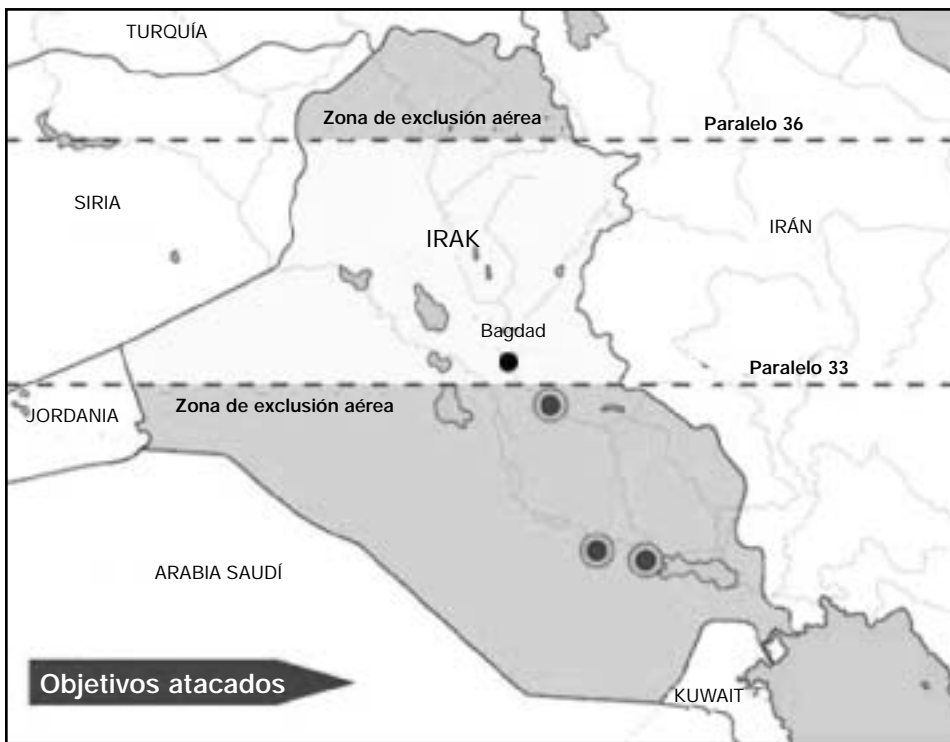 TURQUÍA
Zona de exclusión aérea
Paralelo 36
SIRIA
IRÁN
IRAK
Bagdad
Paralelo 33
Zona de exclusión aérea
JORDANIA
ARABIA SAUDÍ
Objetivos atacados
KUWAIT